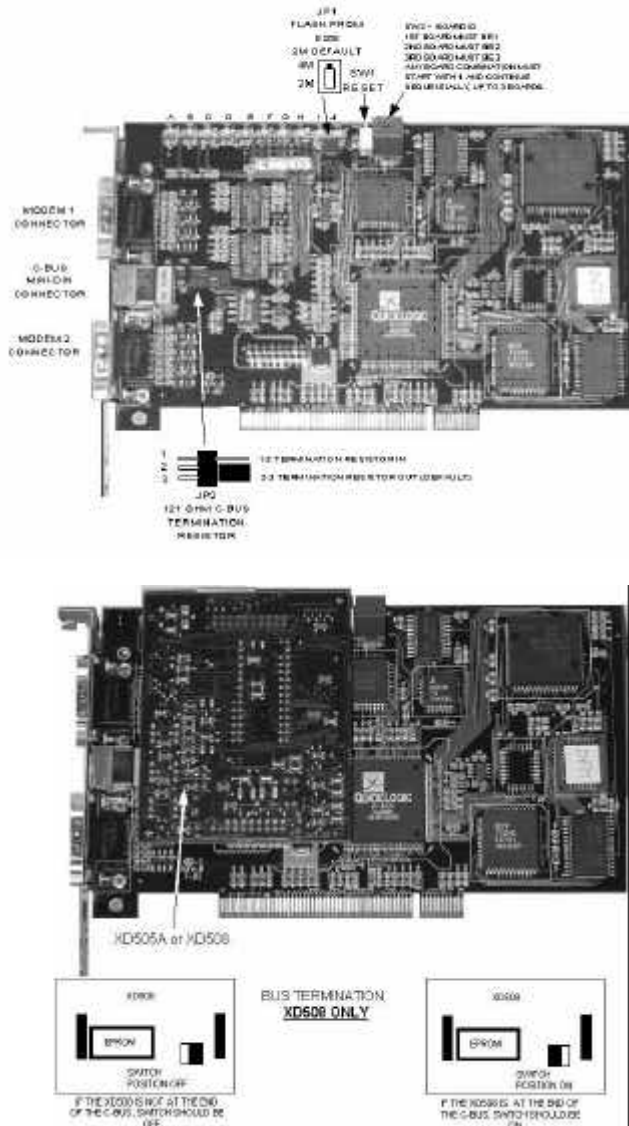 JP1
FLASH PROM
SIZE
2M DEFAULT
4M
2M
SW1
RESET
SW2 - BOARD ID
1ST BOARD MUST BE 1
2ND BOARD MUST BE 2
3RD BOARD MUST BE 3
ANY BOARD COMBINATION MUST
START WITH 1 AND CONTINUE
SEQUENTIALLY, UP TO 3 BOARDS.
A B C D E F G H I J
MODEM 1
CONNECTOR
C-BUS
MINI-DIN
CONNECTOR
MODEM 2
CONNECTOR
QUICKLOGIC
1
2
3
1-2 TERMINATION RESISTOR IN
2-3 TERMINATION RESISTOR OUT (DEFAULT)
JP2
121 OHM C-BUS
TERMINATION
RESISTOR
QUICKLOGIC
XD505A or XD508
BUS TERMINATION
XD508 ONLY
XD508
EPROM
SWITCH
POSITION OFF
IF THE XD508 IS NOT AT THE END
OF THE C-BUS, SWITCH SHOULD BE
OFF
XD508
EPROM
SWITCH
POSITION ON
IF THE XD508 IS AT THE END OF
THE C-BUS, SWITCH SHOULD BE
ON